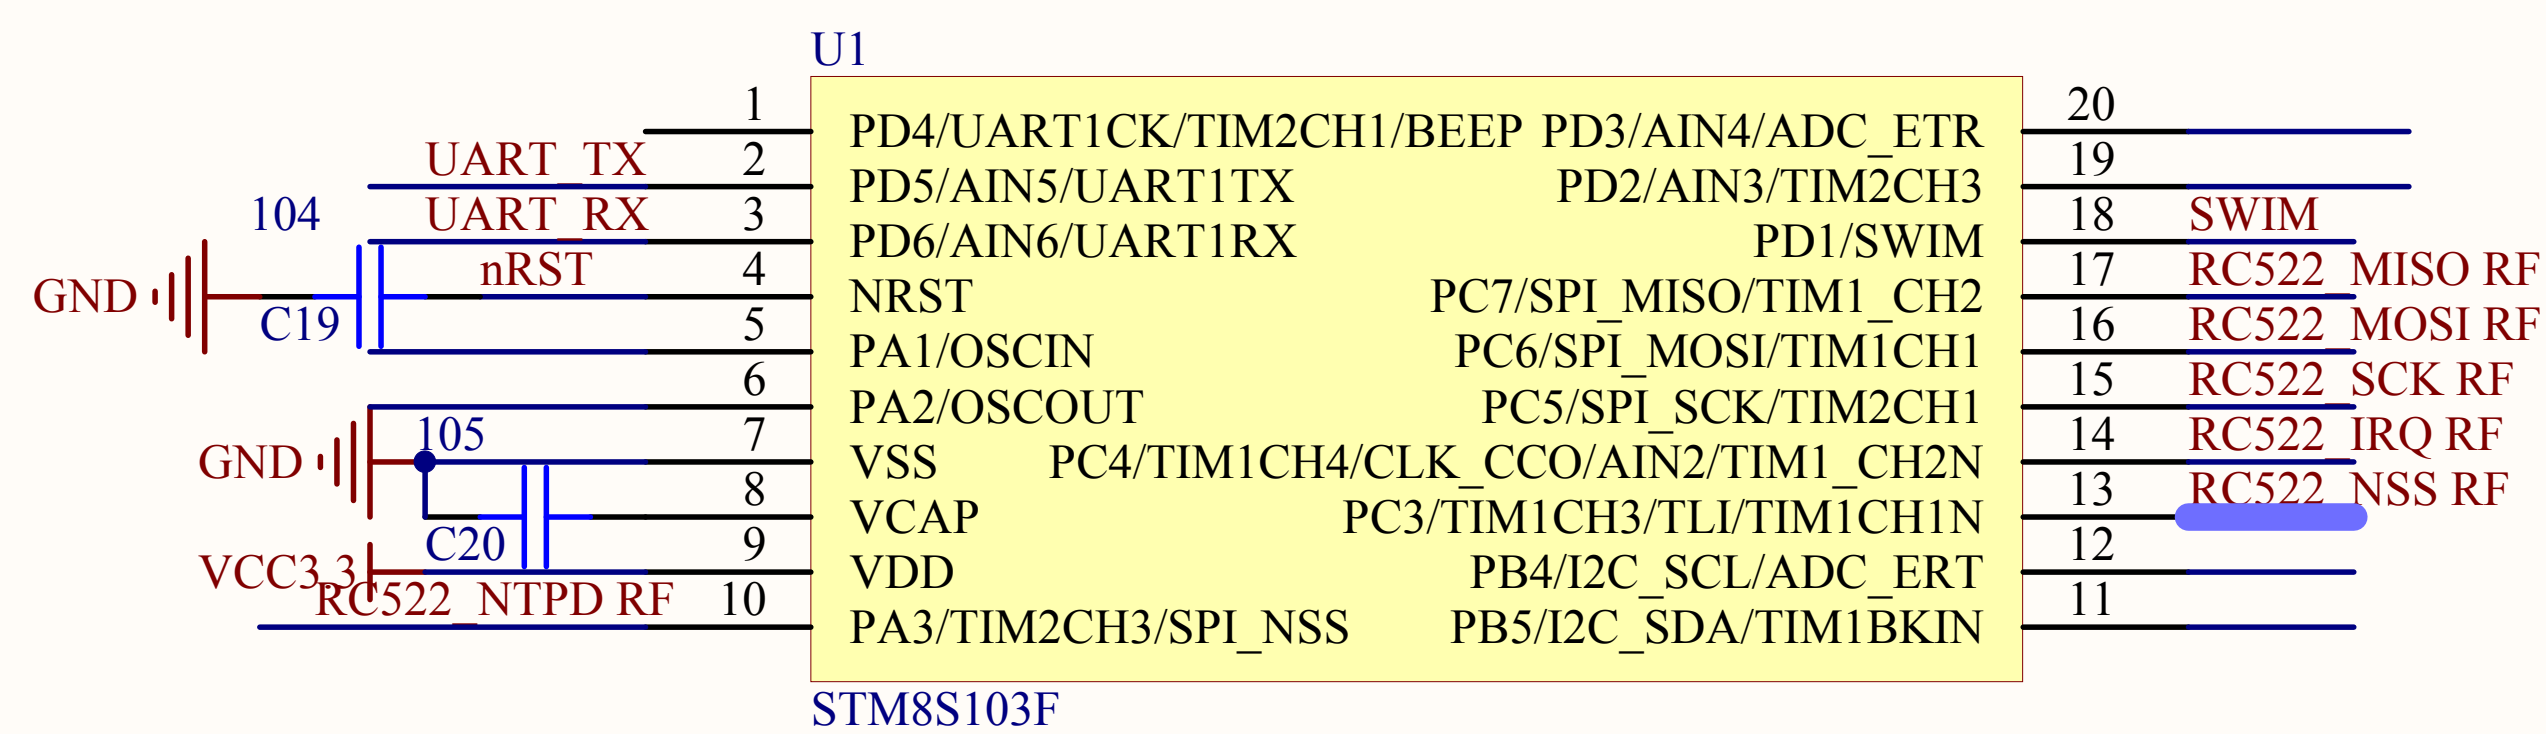 U1
1 PD4/UART1CK/TIM2CH1/BEEP PD3/AIN4/ADC_ETR 20
UART_TX 2 PD5/AIN5/UART1TX PD2/AIN3/TIM2CH3 19
104 UART_RX 3 PD6/AIN6/UART1RX PD1/SWIM 18 SWIM
GND nRST 4 NRST PC7/SPI_MISO/TIM1_CH2 17 RC522_MISO RF
C19 5 PA1/OSCIN PC6/SPI_MOSI/TIM1CH1 16 RC522_MOSI RF
6 PA2/OSCOUT PC5/SPI_SCK/TIM2CH1 15 RC522_SCK RF
GND 105 7 VSS PC4/TIM1CH4/CLK_CCO/AIN2/TIM1_CH2N 14 RC522_IRQ RF
8 VCAP PC3/TIM1CH3/TLI/TIM1CH1N 13 RC522_NSS RF
VCC3.3 C20 9 VDD PB4/I2C_SCL/ADC_ERT 12
RC522_NTPD RF 10 PA3/TIM2CH3/SPI_NSS PB5/I2C_SDA/TIM1BKIN 11
STM8S103F